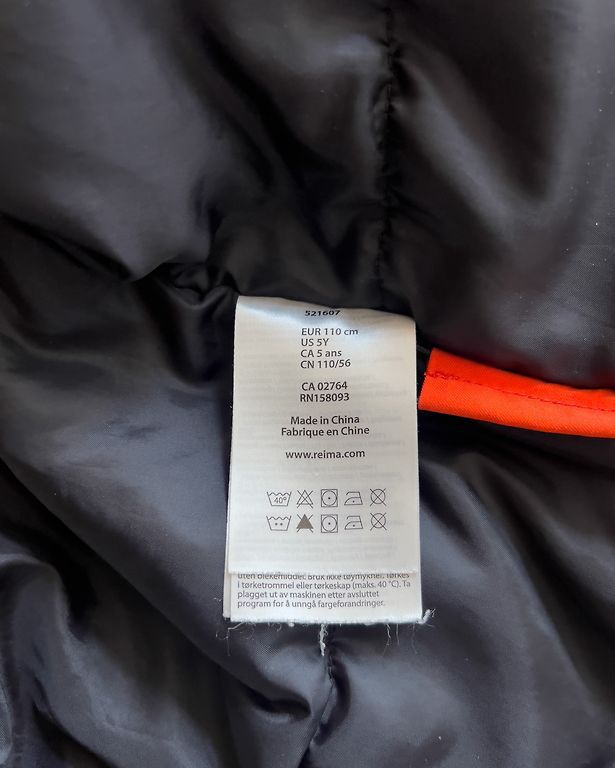 521607
EUR 110 cm
US 5Y
CA 5 ans
CN 110/56
CA 02764
RN158093
Made in China
Fabrique en Chine
www.reima.com
40°
uten blekemiddel. Bruk ikke tøymykner. Tørkes
i tørketrommel eller tørkeskap (maks. 40 °C). Ta
plagget ut av maskinen etter avsluttet
program for å unngå fargeforandringer.